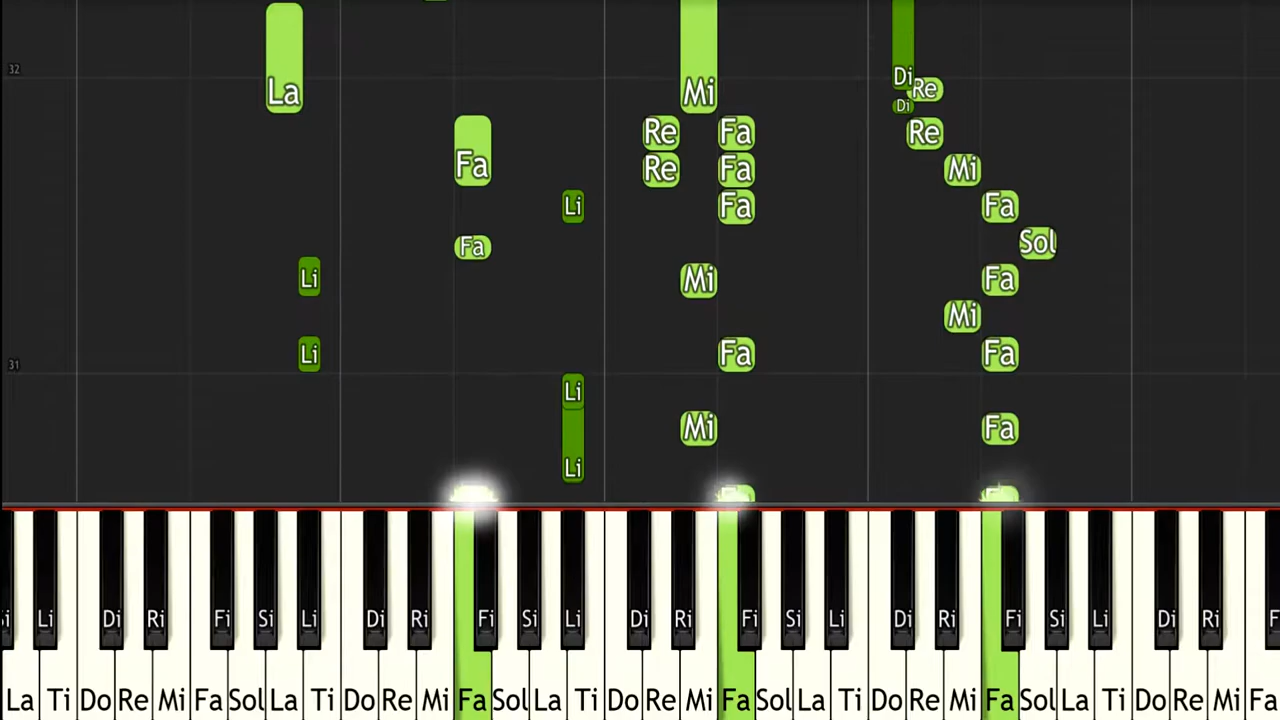 Di
32
La Mi Re
Di
Re Fa Re
Fa Re Fa Mi
Li Fa Fa
Fa Sol
Li Mi Fa
Mi
Li Fa Fa
31
Li
Mi Fa
Li
Si Li Di Ri Fi Si Li Di Ri Fi Si Li Di Ri Fi Si Li Di Ri Fi Si Li Di Ri F
La Ti Do Re Mi Fa Sol La Ti Do Re Mi Fa Sol La Ti Do Re Mi Fa Sol La Ti Do Re Mi Fa Sol La Ti Do Re Mi Fa